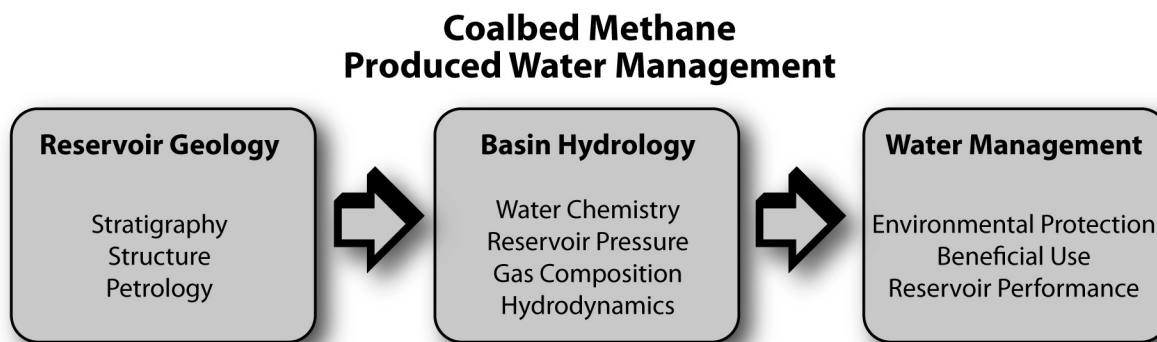 Coalbed Methane
Produced Water Management
Reservoir Geology
Stratigraphy
Structure
Petrology
Basin Hydrology
Water Chemistry
Reservoir Pressure
Gas Composition
Hydrodynamics
Water Management
Environmental Protection
Beneficial Use
Reservoir Performance